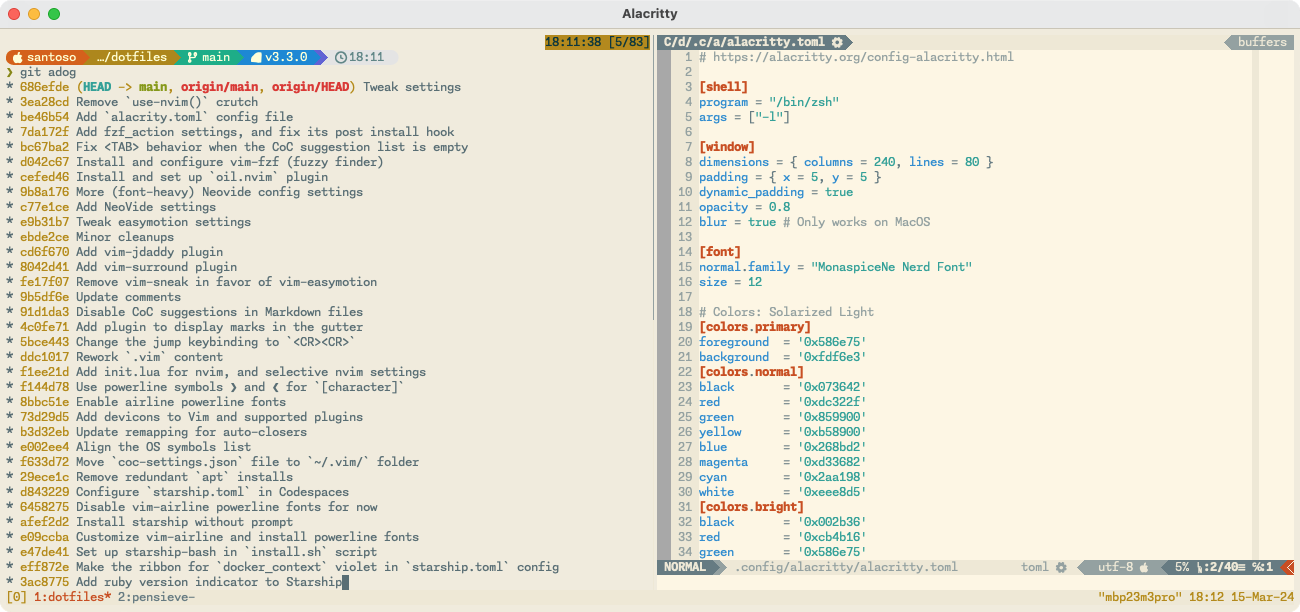 Alacritty
18:11:38 [5/83]
santoso …/dotfiles main v3.3.0 18:11
❯ git adog
* 686efde (HEAD -> main, origin/main, origin/HEAD) Tweak settings
* 3ea28cd Remove `use-nvim()` crutch
* be46b54 Add `alacrity.toml` config file
* 7da172f Add fzf_action settings, and fix its post install hook
* bc67ba2 Fix <TAB> behavior when the CoC suggestion list is empty
* d042c67 Install and configure vim-fzf (fuzzy finder)
* cefed46 Install and set up `oil.nvim` plugin
* 9b8a176 More (font-heavy) Neovide config settings
* c77e1ce Add NeoVide settings
* e9b31b7 Tweak easymotion settings
* ebde2ce Minor cleanups
* cd6f670 Add vim-jdaddy plugin
* 8042d41 Add vim-surround plugin
* fe17f07 Remove vim-sneak in favor of vim-easymotion
* 9b5df6e Update comments
* 91d1da3 Disable CoC suggestions in Markdown files
* 4c0fe71 Add plugin to display marks in the gutter
* 5bce443 Change the jump keybinding to `<CR><CR>`
* ddc1017 Rework `.vim` content
* f1ee21d Add init.lua for nvim, and selective nvim settings
* f144d78 Use powerline symbols ❯ and ❮ for `[character]`
* 8bbc51e Enable airline powerline fonts
* 73d29d5 Add devicons to Vim and supported plugins
* b3d32eb Update remapping for auto-closers
* e002ee4 Align the OS symbols list
* f633d72 Move `coc-settings.json` file to `~/.vim/` folder
* 29ece1c Remove redundant `apt` installs
* d843229 Configure `starship.toml` in Codespaces
* 6458275 Disable vim-airline powerline fonts for now
* afef2d2 Install starship without prompt
* e09ccba Customize vim-airline and install powerline fonts
* e47de41 Set up starship-bash in `install.sh` script
* eff872e Make the ribbon for `docker_context` violet in `starship.toml` config
* 3ac8775 Add ruby version indicator to Starship
C/d/.c/a/alacritty.toml buffers
1 # https://alacritty.org/config-alacritty.html
2
3 [shell]
4 program = "/bin/zsh"
5 args = ["-l"]
6
7 [window]
8 dimensions = { columns = 240, lines = 80 }
9 padding = { x = 5, y = 5 }
10 dynamic_padding = true
11 opacity = 0.8
12 blur = true # Only works on MacOS
13
14 [font]
15 normal.family = "MonaspiceNe Nerd Font"
16 size = 12
17
18 # Colors: Solarized Light
19 [colors.primary]
20 foreground = '0x586e75'
21 background = '0xfdf6e3'
22 [colors.normal]
23 black = '0x073642'
24 red = '0xdc322f'
25 green = '0x859900'
26 yellow = '0xb58900'
27 blue = '0x268bd2'
28 magenta = '0xd33682'
29 cyan = '0x2aa198'
30 white = '0xeee8d5'
31 [colors.bright]
32 black = '0x002b36'
33 red = '0xcb4b16'
34 green = '0x586e75'
NORMAL .config/alacritty/alacritty.toml toml utf-8 5% :2/40 :1
[0] 1:dotfiles* 2:pensieve- "mbp23m3pro" 18:12 15-Mar-24